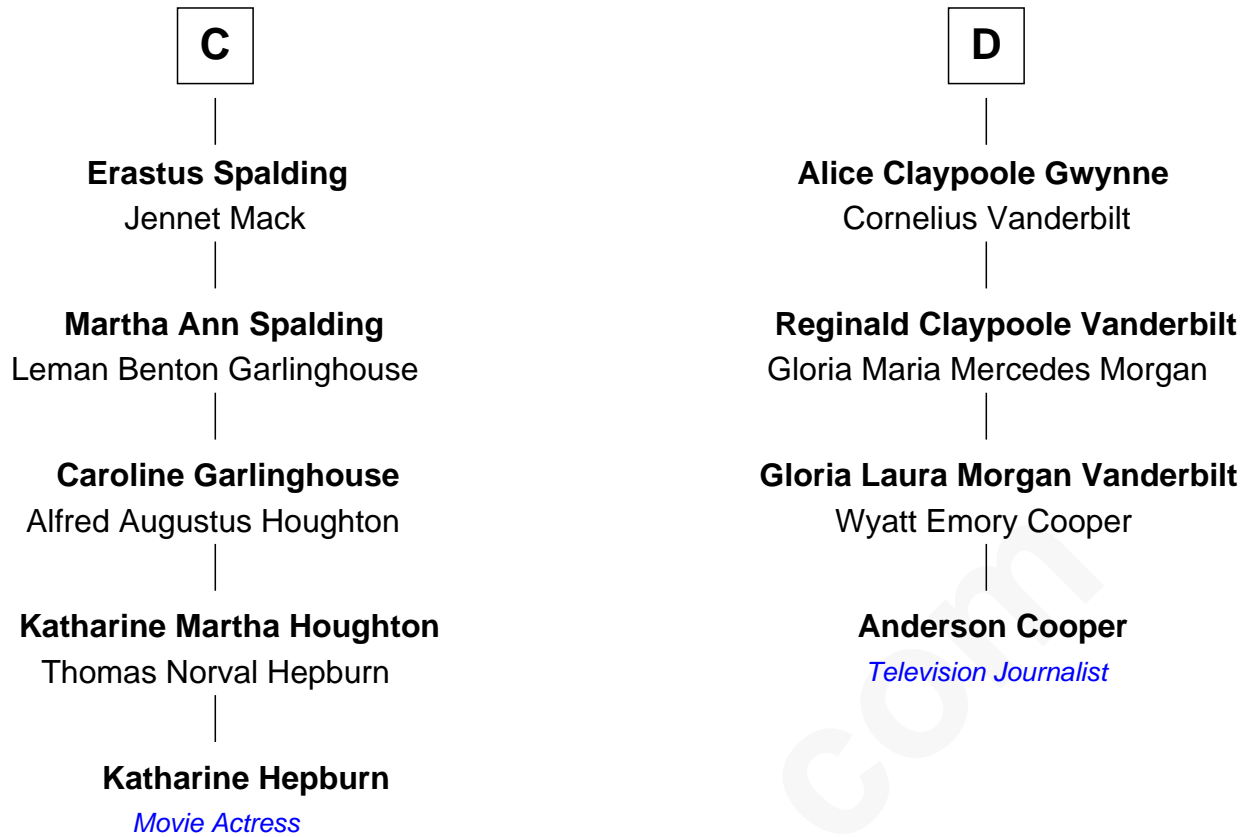 C
Erastus Spalding
Jennet Mack
Martha Ann Spalding
Leman Benton Garlinghouse
Caroline Garlinghouse
Alfred Augustus Houghton
Katharine Martha Houghton
Thomas Norval Hepburn
Katharine Hepburn
Movie Actress
D
Alice Claypoole Gwynne
Cornelius Vanderbilt
Reginald Claypoole Vanderbilt
Gloria Maria Mercedes Morgan
Gloria Laura Morgan Vanderbilt
Wyatt Emory Cooper
Anderson Cooper
Television Journalist
com